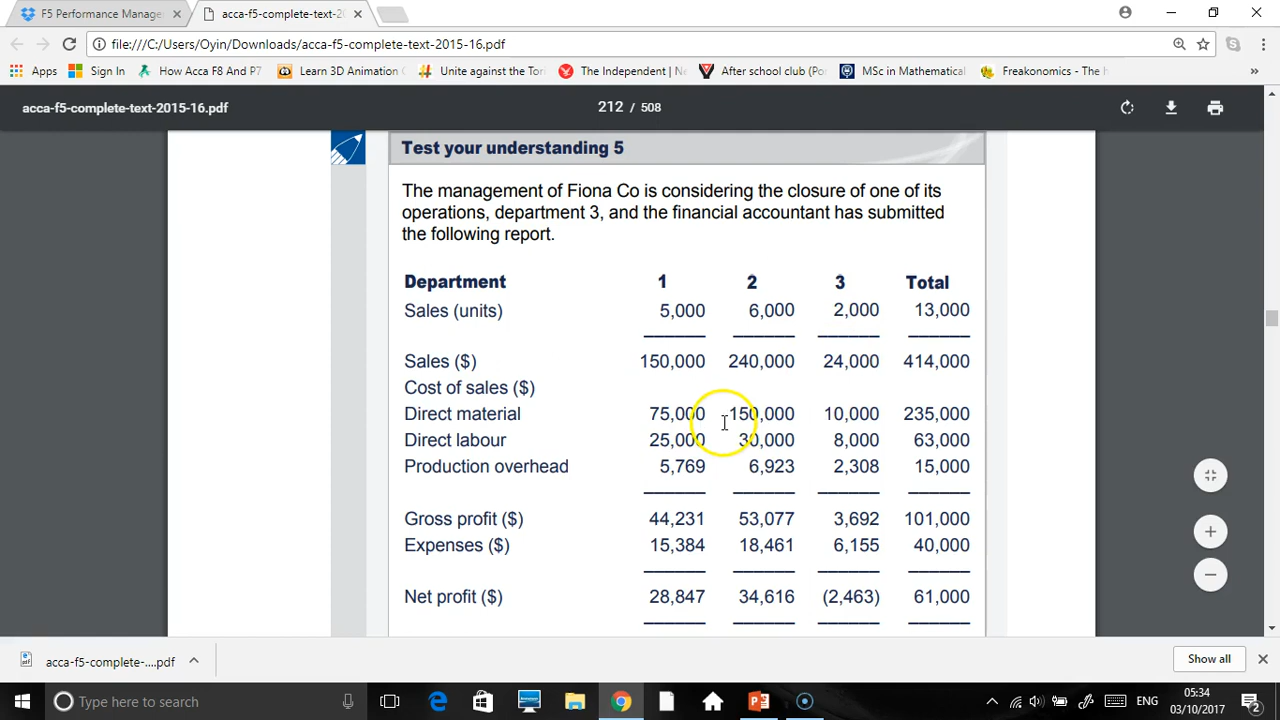 F5 Performance Manage
acca-f5-complete-text-20
file:///C:/Users/Oyin/Downloads/acca-f5-complete-text-2015-16.pdf
Apps Sign In How Acca F8 And P7 Learn 3D Animation Unite against the Tori The Independent | Ne After school club (Po MSc in Mathematical Freakonomics - The h »
acca-f5-complete-text-2015-16.pdf 212 / 508
Test your understanding 5
The management of Fiona Co is considering the closure of one of its
operations, department 3, and the financial accountant has submitted
the following report.
Department 1 2 3 Total
Sales (units) 5,000 6,000 2,000 13,000
Sales ($) 150,000 240,000 24,000 414,000
Cost of sales ($)
Direct material 75,000 150,000 10,000 235,000
Direct labour 25,000 30,000 8,000 63,000
Production overhead 5,769 6,923 2,308 15,000
Gross profit ($) 44,231 53,077 3,692 101,000
Expenses ($) 15,384 18,461 6,155 40,000
Net profit ($) 28,847 34,616 (2,463) 61,000
acca-f5-complete-....pdf Show all
Type here to search ENG 05:34
03/10/2017
2